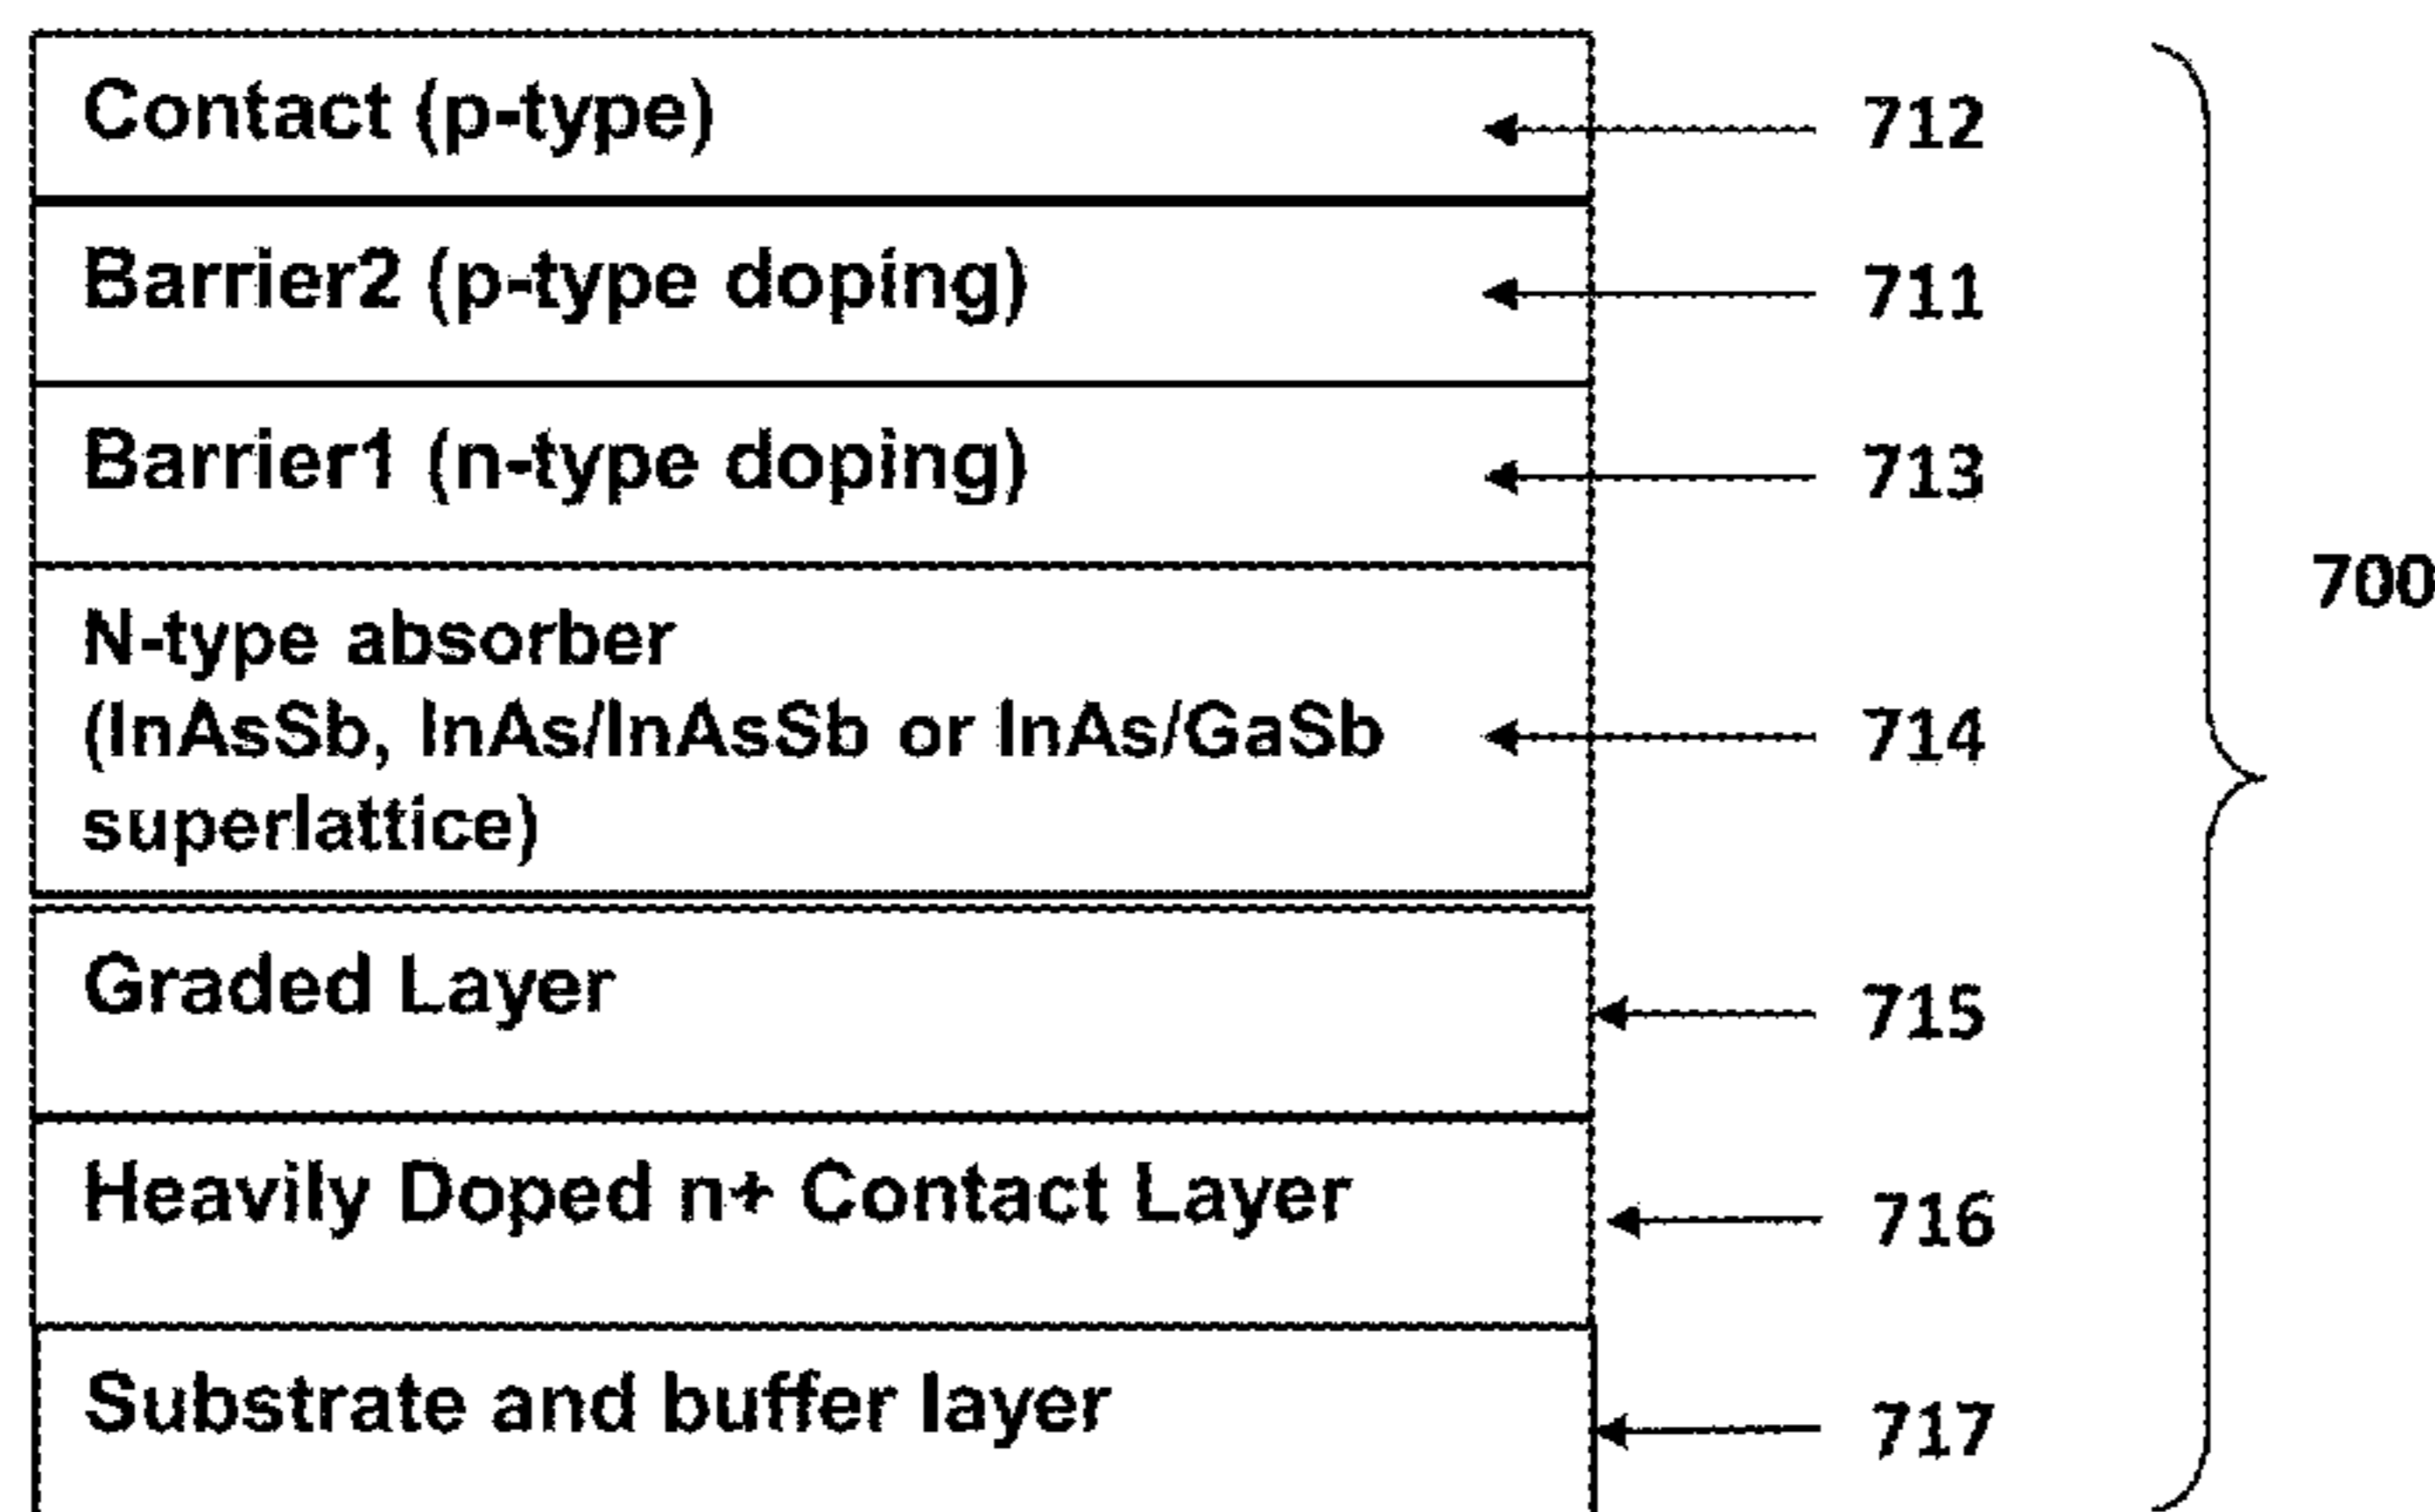 Contact (p-type)
712
Barrier2 (p-type doping)
711
Barrier1 (n-type doping)
713
700
N-type absorber
(InAsSb, InAs/InAsSb or InAs/GaSb
714
superlattice)
Graded Layer
715
Heavily Doped n+ Contact Layer
716
Substrate and buffer layer
717